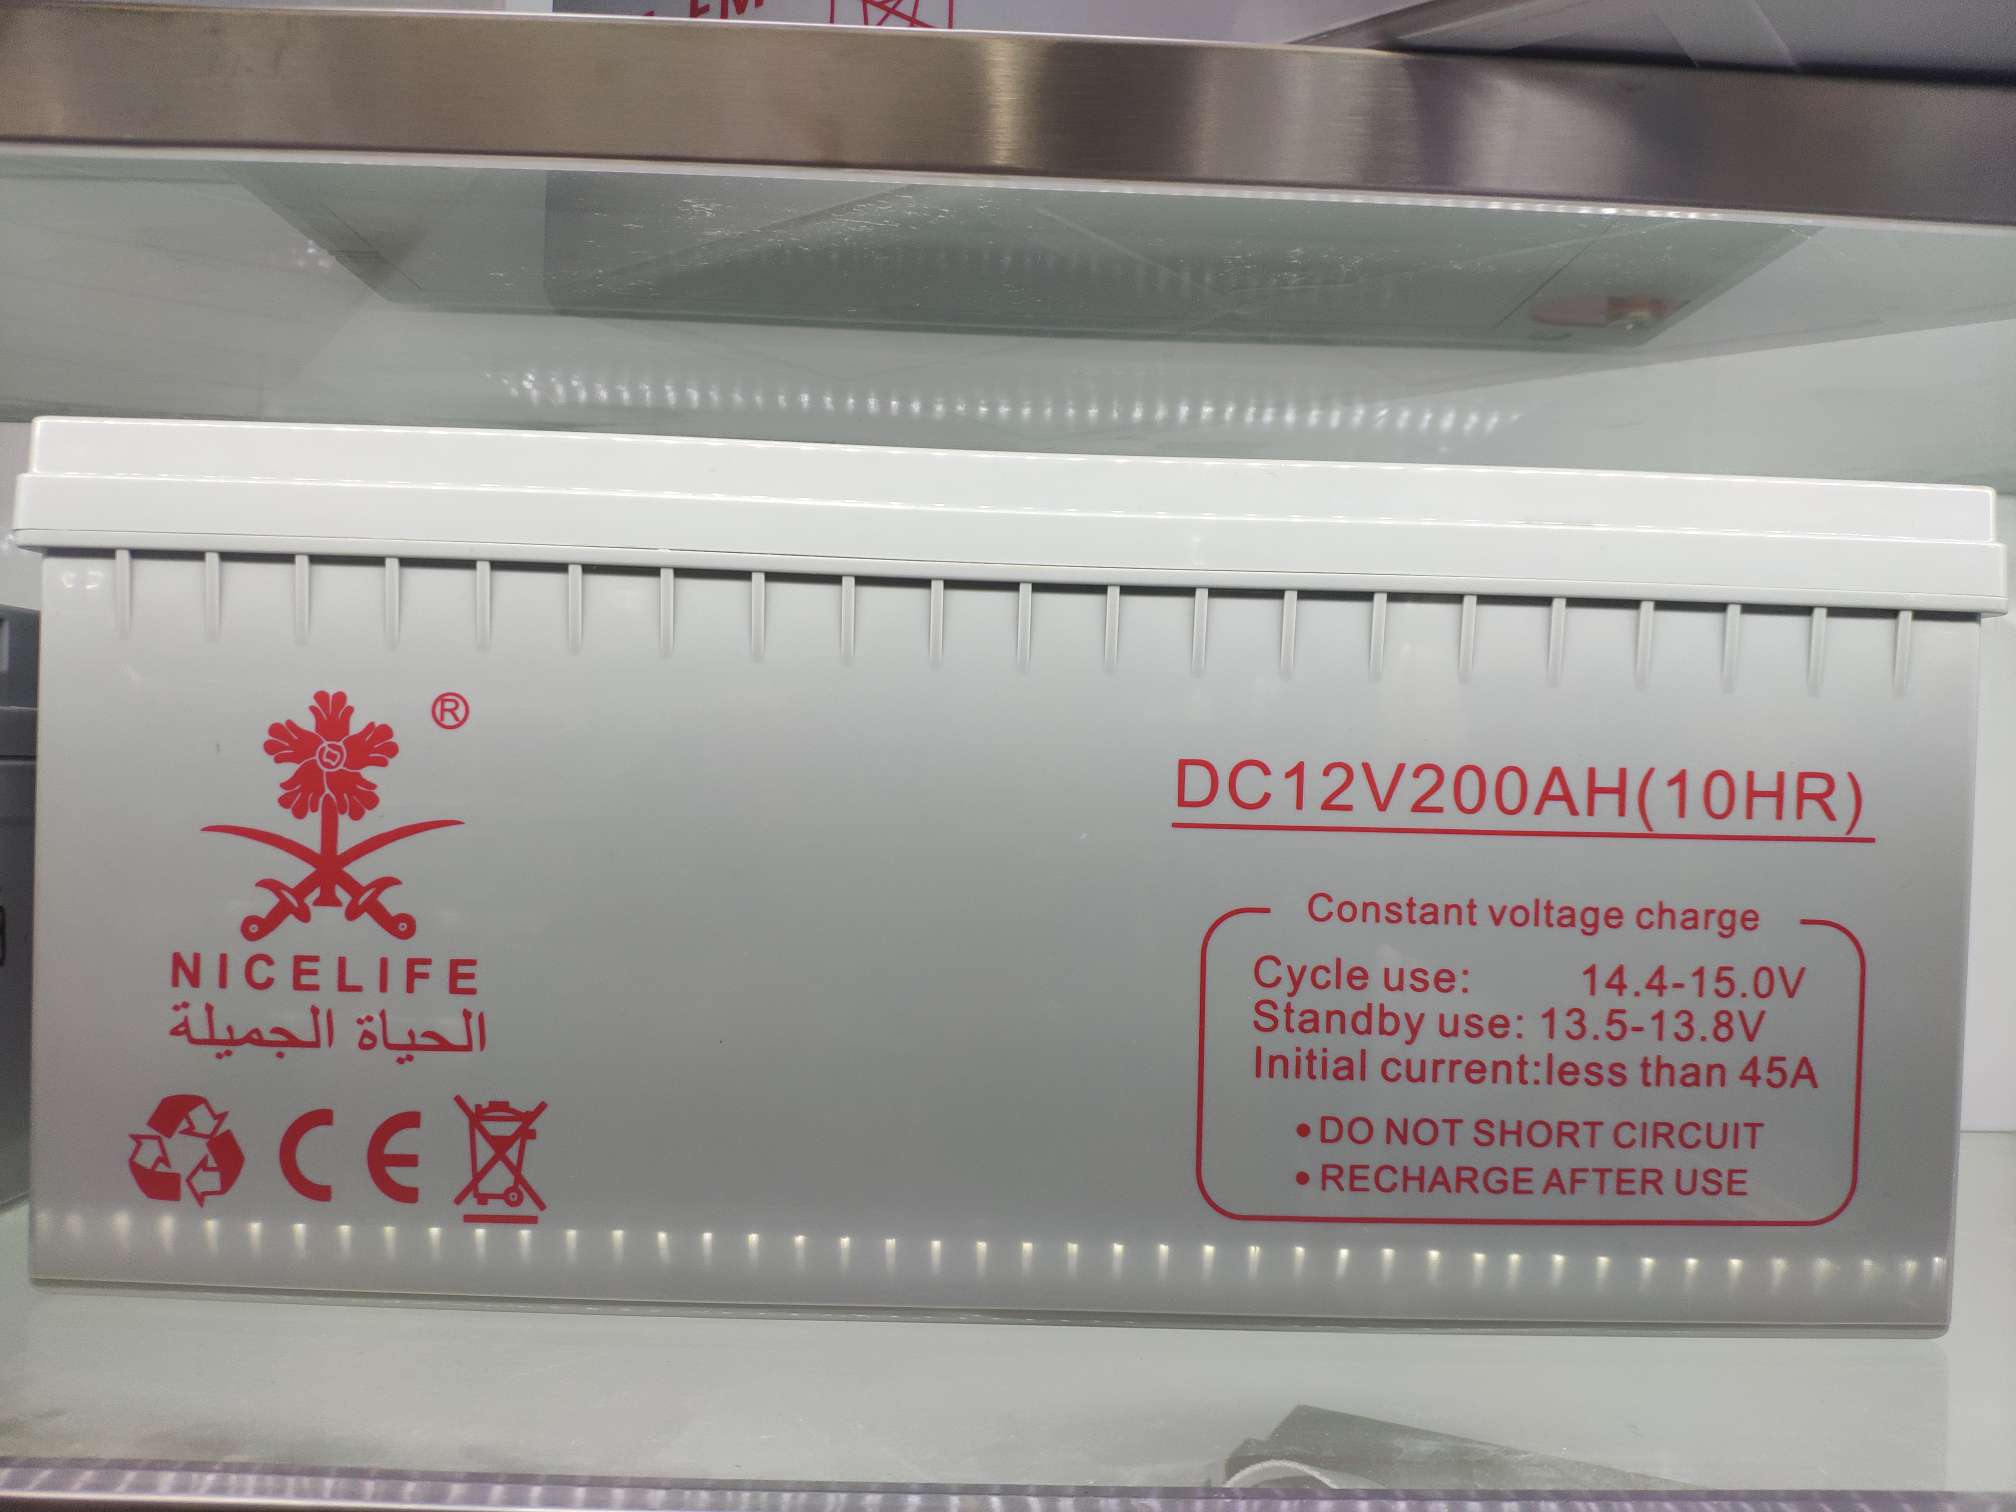 ®
NICELIFE
الحياة الجميلة
CE
DC12V200AH(10HR)
Constant voltage charge
Cycle use: 14.4-15.0V
Standby use: 13.5-13.8V
Initial current:less than 45A
•DO NOT SHORT CIRCUIT
•RECHARGE AFTER USE